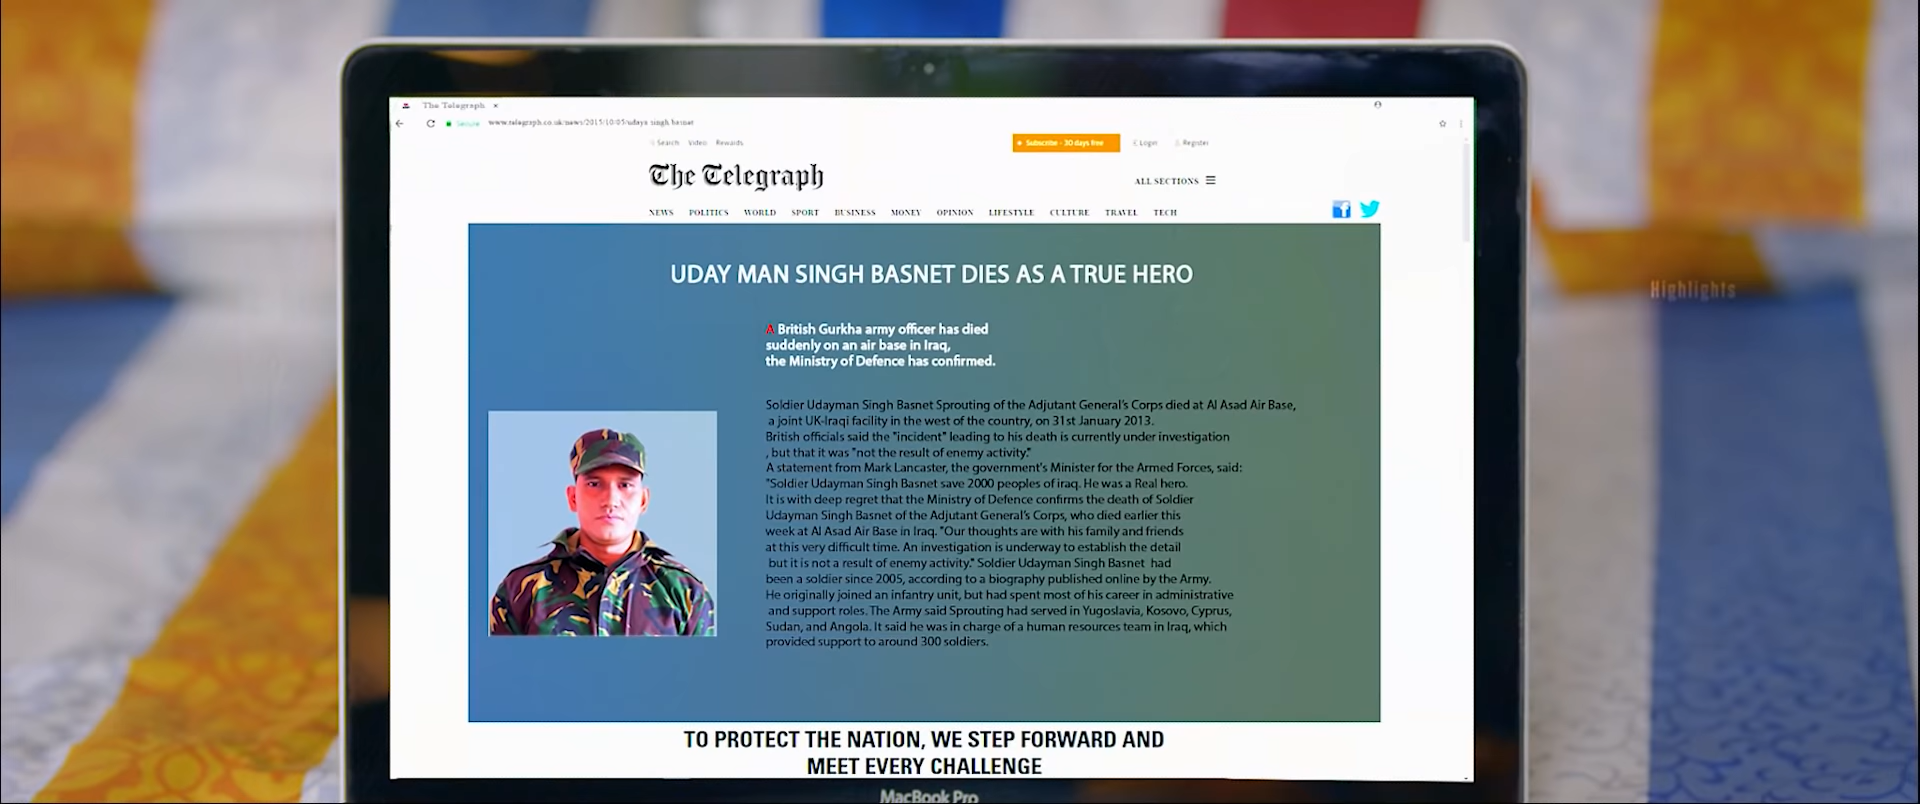 The Telegraph ×
Secure www.telegraph.co.uk/news/2015/10/05/udaya singh basnet
Search Video Rewards Subscribe - 30 days free Login Register
The Telegraph
ALL SECTIONS
NEWS POLITICS WORLD SPORT BUSINESS MONEY OPINION LIFESTYLE CULTURE TRAVEL TECH
UDAY MAN SINGH BASNET DIES AS A TRUE HERO
Highlights
A British Gurkha army officer has died
suddenly on an air base in Iraq,
the Ministry of Defence has confirmed.
Soldier Udayman Singh Basnet Sprouting of the Adjutant General's Corps died at Al Asad Air Base,
a joint UK-Iraqi facility in the west of the country, on 31st January 2013.
British officials said the "incident" leading to his death is currently under investigation
, but that it was "not the result of enemy activity."
A statement from Mark Lancaster, the government's Minister for the Armed Forces, said:
"Soldier Udayman Singh Basnet save 2000 peoples of iraq. He was a Real hero.
It is with deep regret that the Ministry of Defence confirms the death of Soldier
Udayman Singh Basnet of the Adjutant General's Corps, who died earlier this
week at Al Asad Air Base in Iraq. "Our thoughts are with his family and friends
at this very difficult time. An investigation is underway to establish the detail
but it is not a result of enemy activity." Soldier Udayman Singh Basnet had
been a soldier since 2005, according to a biography published online by the Army.
He originally joined an infantry unit, but had spent most of his career in administrative
and support roles. The Army said Sprouting had served in Yugoslavia, Kosovo, Cyprus,
Sudan, and Angola. It said he was in charge of a human resources team in Iraq, which
provided support to around 300 soldiers.
TO PROTECT THE NATION, WE STEP FORWARD AND
MEET EVERY CHALLENGE
MacBook Pro